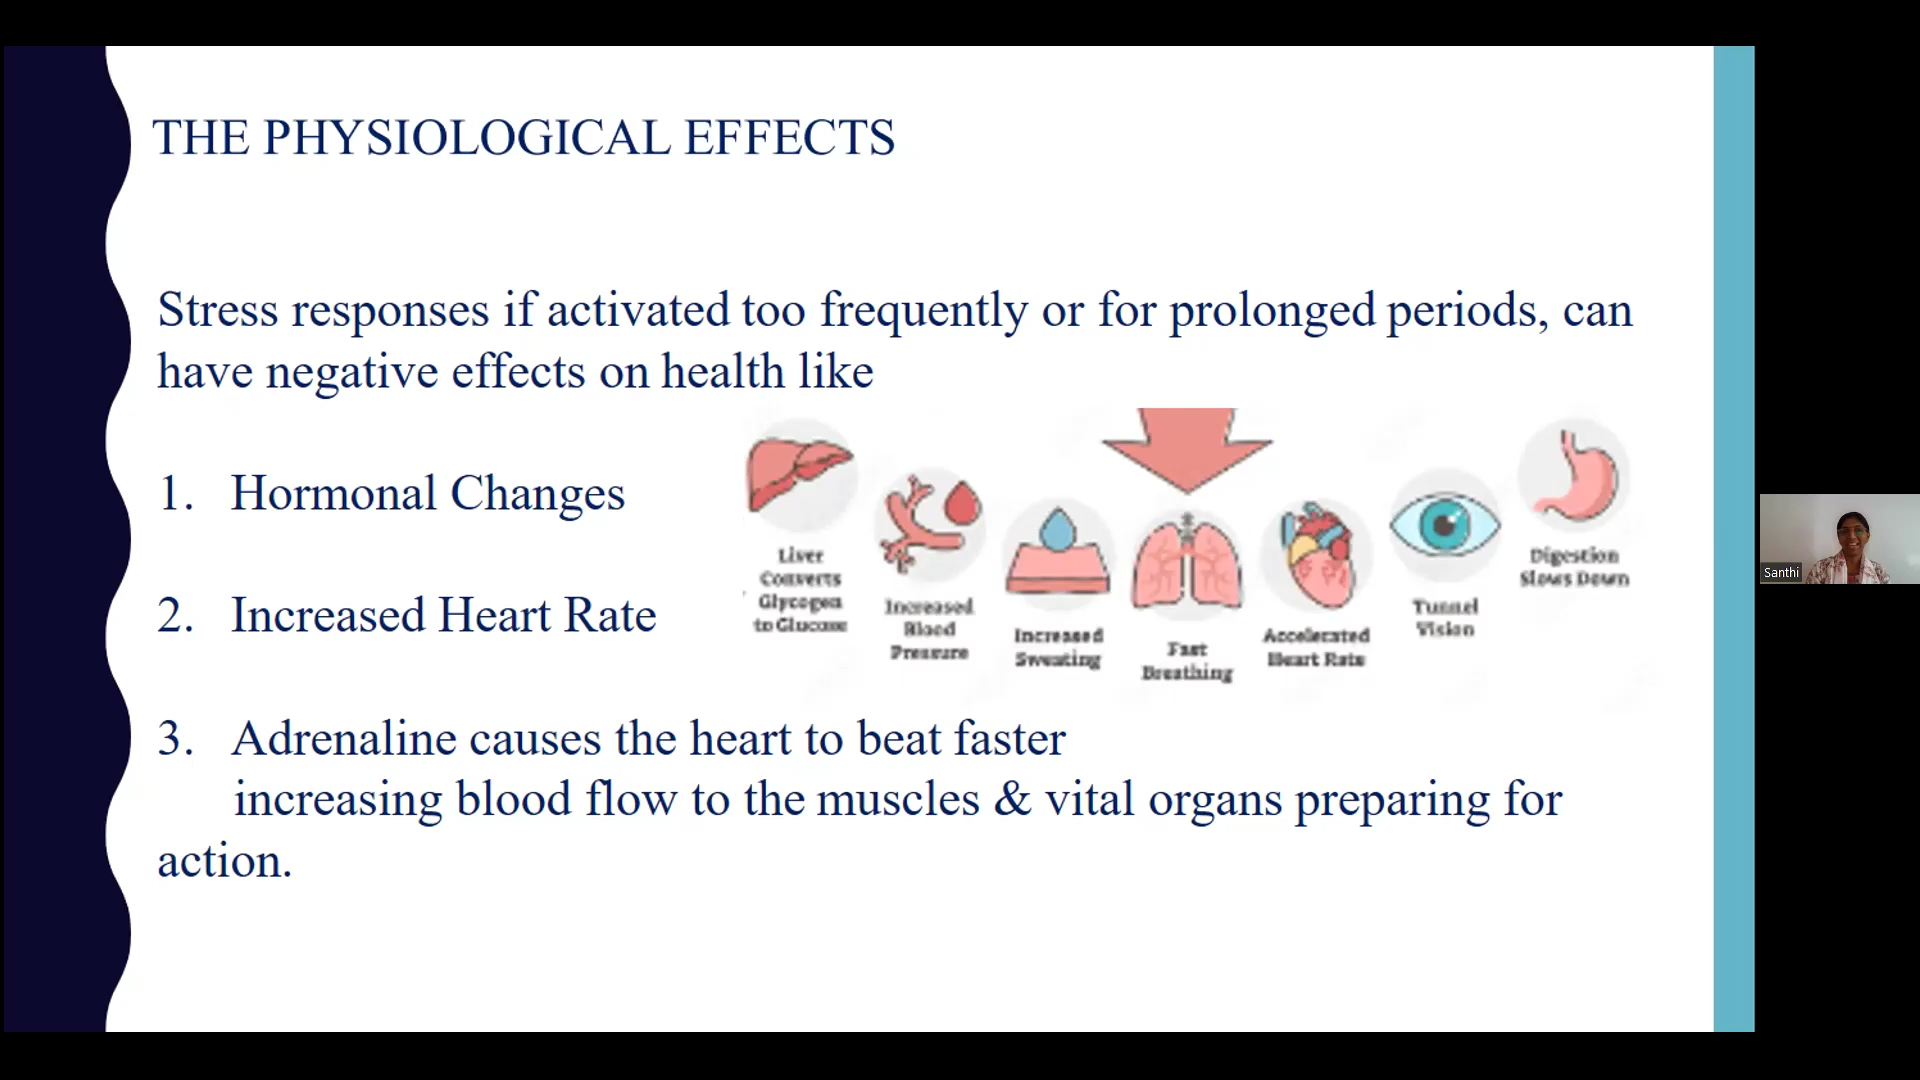 THE PHYSIOLOGICAL EFFECTS
Stress responses if activated too frequently or for prolonged periods, can
have negative effects on health like
1. Hormonal Changes
2. Increased Heart Rate
Liver
Converts
Glycogen
to Glucose
Increased
Blood
Pressure
Increased
Sweating
Fast
Breathing
Accelerated
Heart Rate
Tunnel
Vision
Digestion
Slows Down
3. Adrenaline causes the heart to beat faster
increasing blood flow to the muscles & vital organs preparing for
action.
Santhi